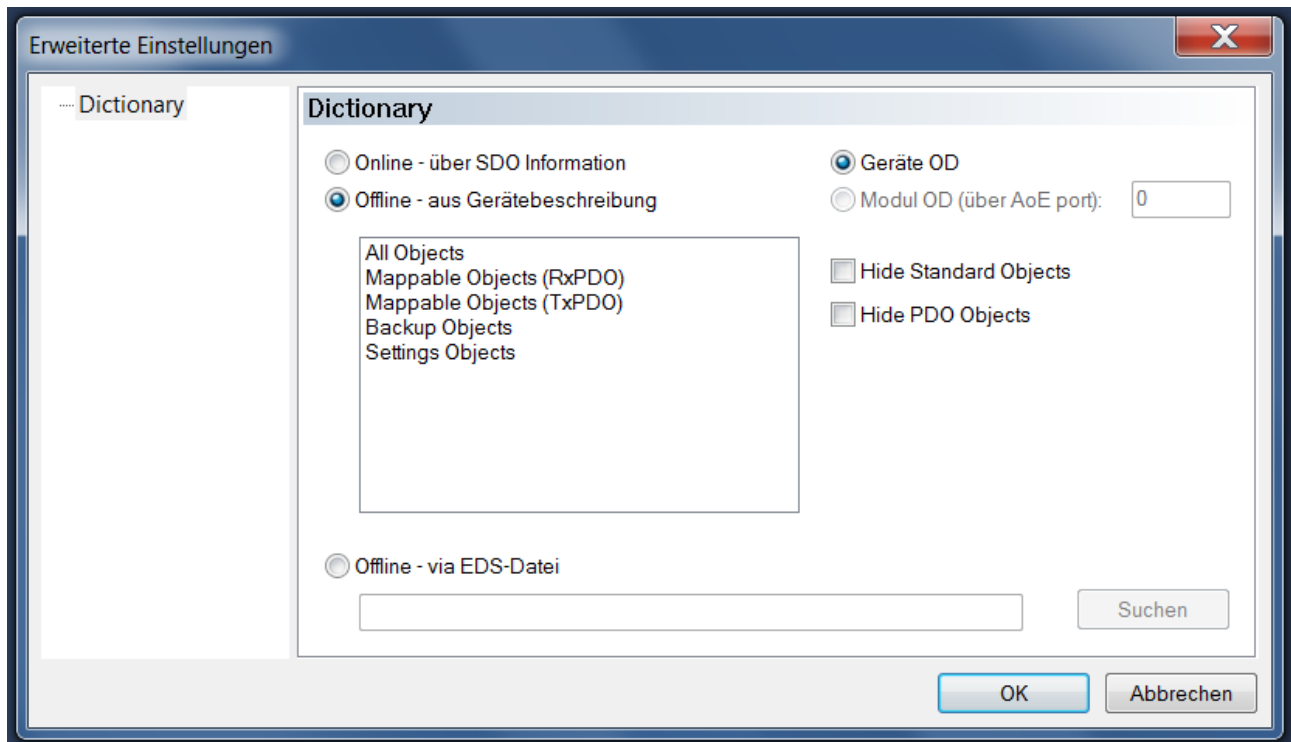 Erweiterte Einstellungen
X
Dictionary
Dictionary
Online - über SDO Information
Offline - aus Gerätebeschreibung
All Objects
Mappable Objects (RxPDO)
Mappable Objects (TxPDO)
Backup Objects
Settings Objects
Geräte OD
Modul OD (über AoE port):
0
Hide Standard Objects
Hide PDO Objects
Offline - via EDS-Datei
Suchen
OK
Abbrechen